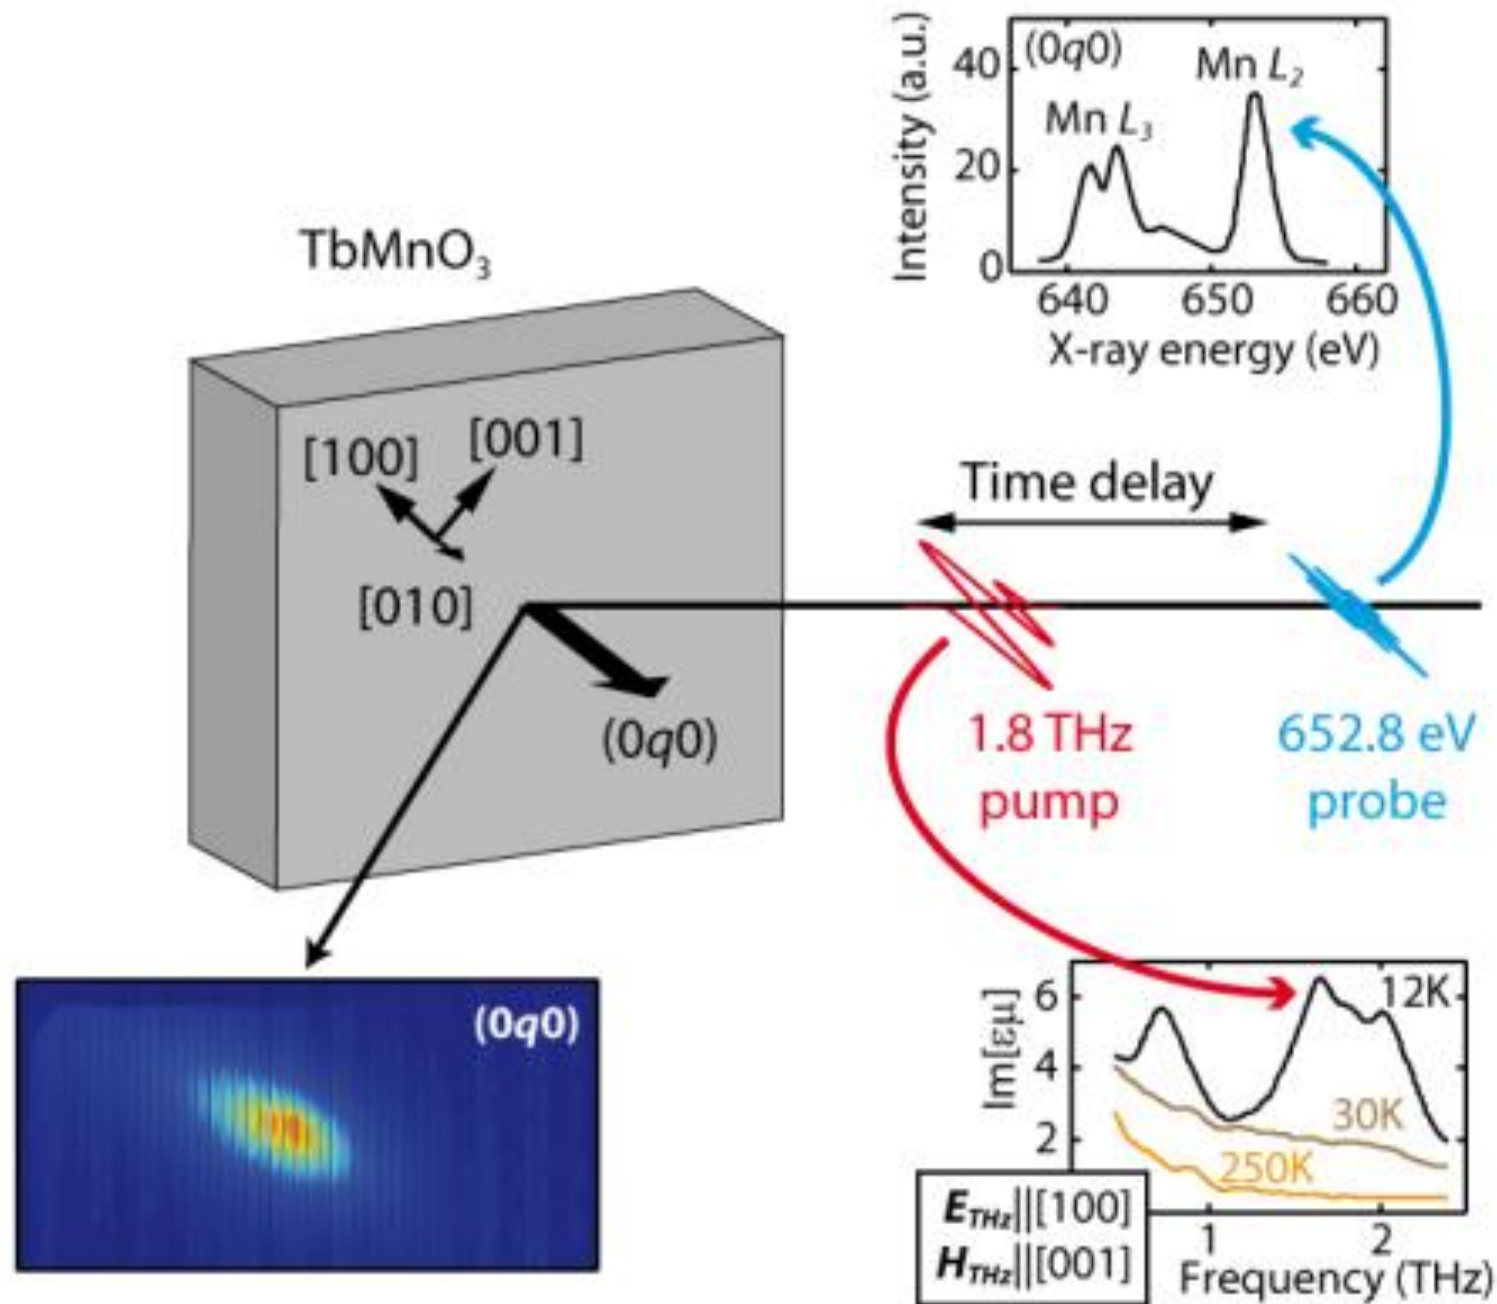 (0q0)
Mn L₂
Mn L₃
Intensity (a.u.)
40
20
0
640 650 660
X-ray energy (eV)
TbMnO₃
[100] [001]
[010]
(0q0)
Time delay
1.8 THz
pump
652.8 eV
probe
(0q0)
Im[εμ]
6
4
2
12K
30K
250K
1 2
Frequency (THz)
E_THz||[100]
H_THz||[001]